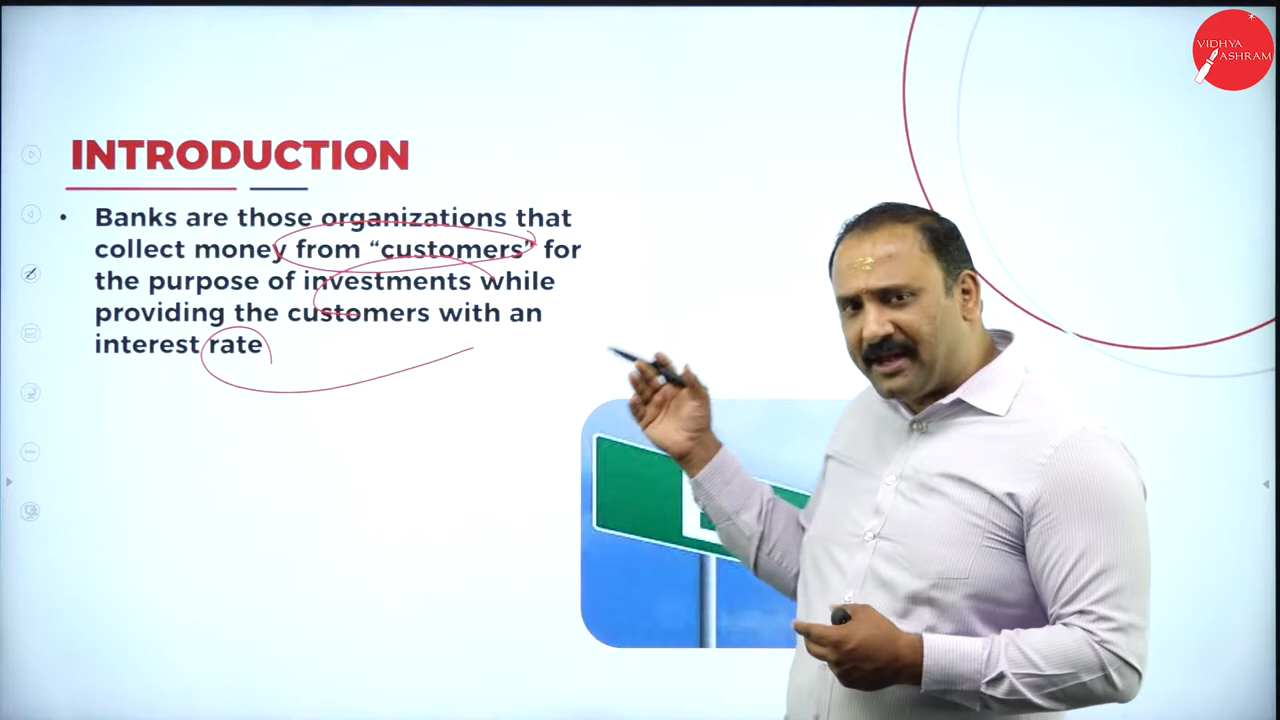 VIDHYA
ASHRAM
INTRODUCTION
• Banks are those organizations that
collect money from “customers” for
the purpose of investments while
providing the customers with an
interest rate